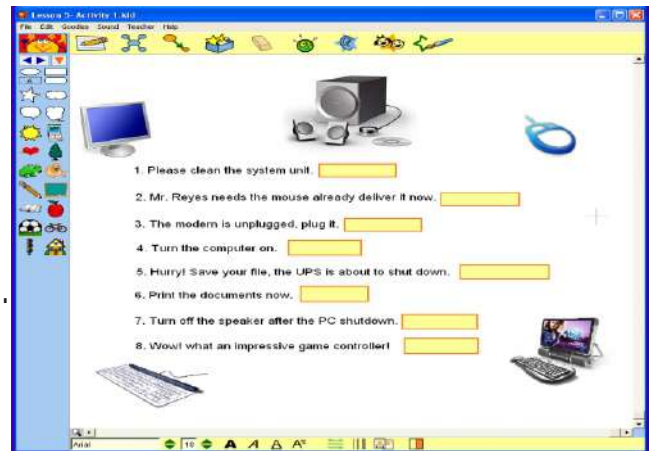 Lesson 5- Activity 1.kid
File Edit Goodies Sound Teacher Help
1. Please clean the system unit.
2. Mr. Reyes needs the mouse already deliver it now.
3. The modem is unplugged, plug it.
4. Turn the computer on.
5. Hurry! Save your file, the UPS is about to shut down.
6. Print the documents now.
7. Turn off the speaker after the PC shutdown.
8. Wow! what an impressive game controller!
Arial 18 A A A A